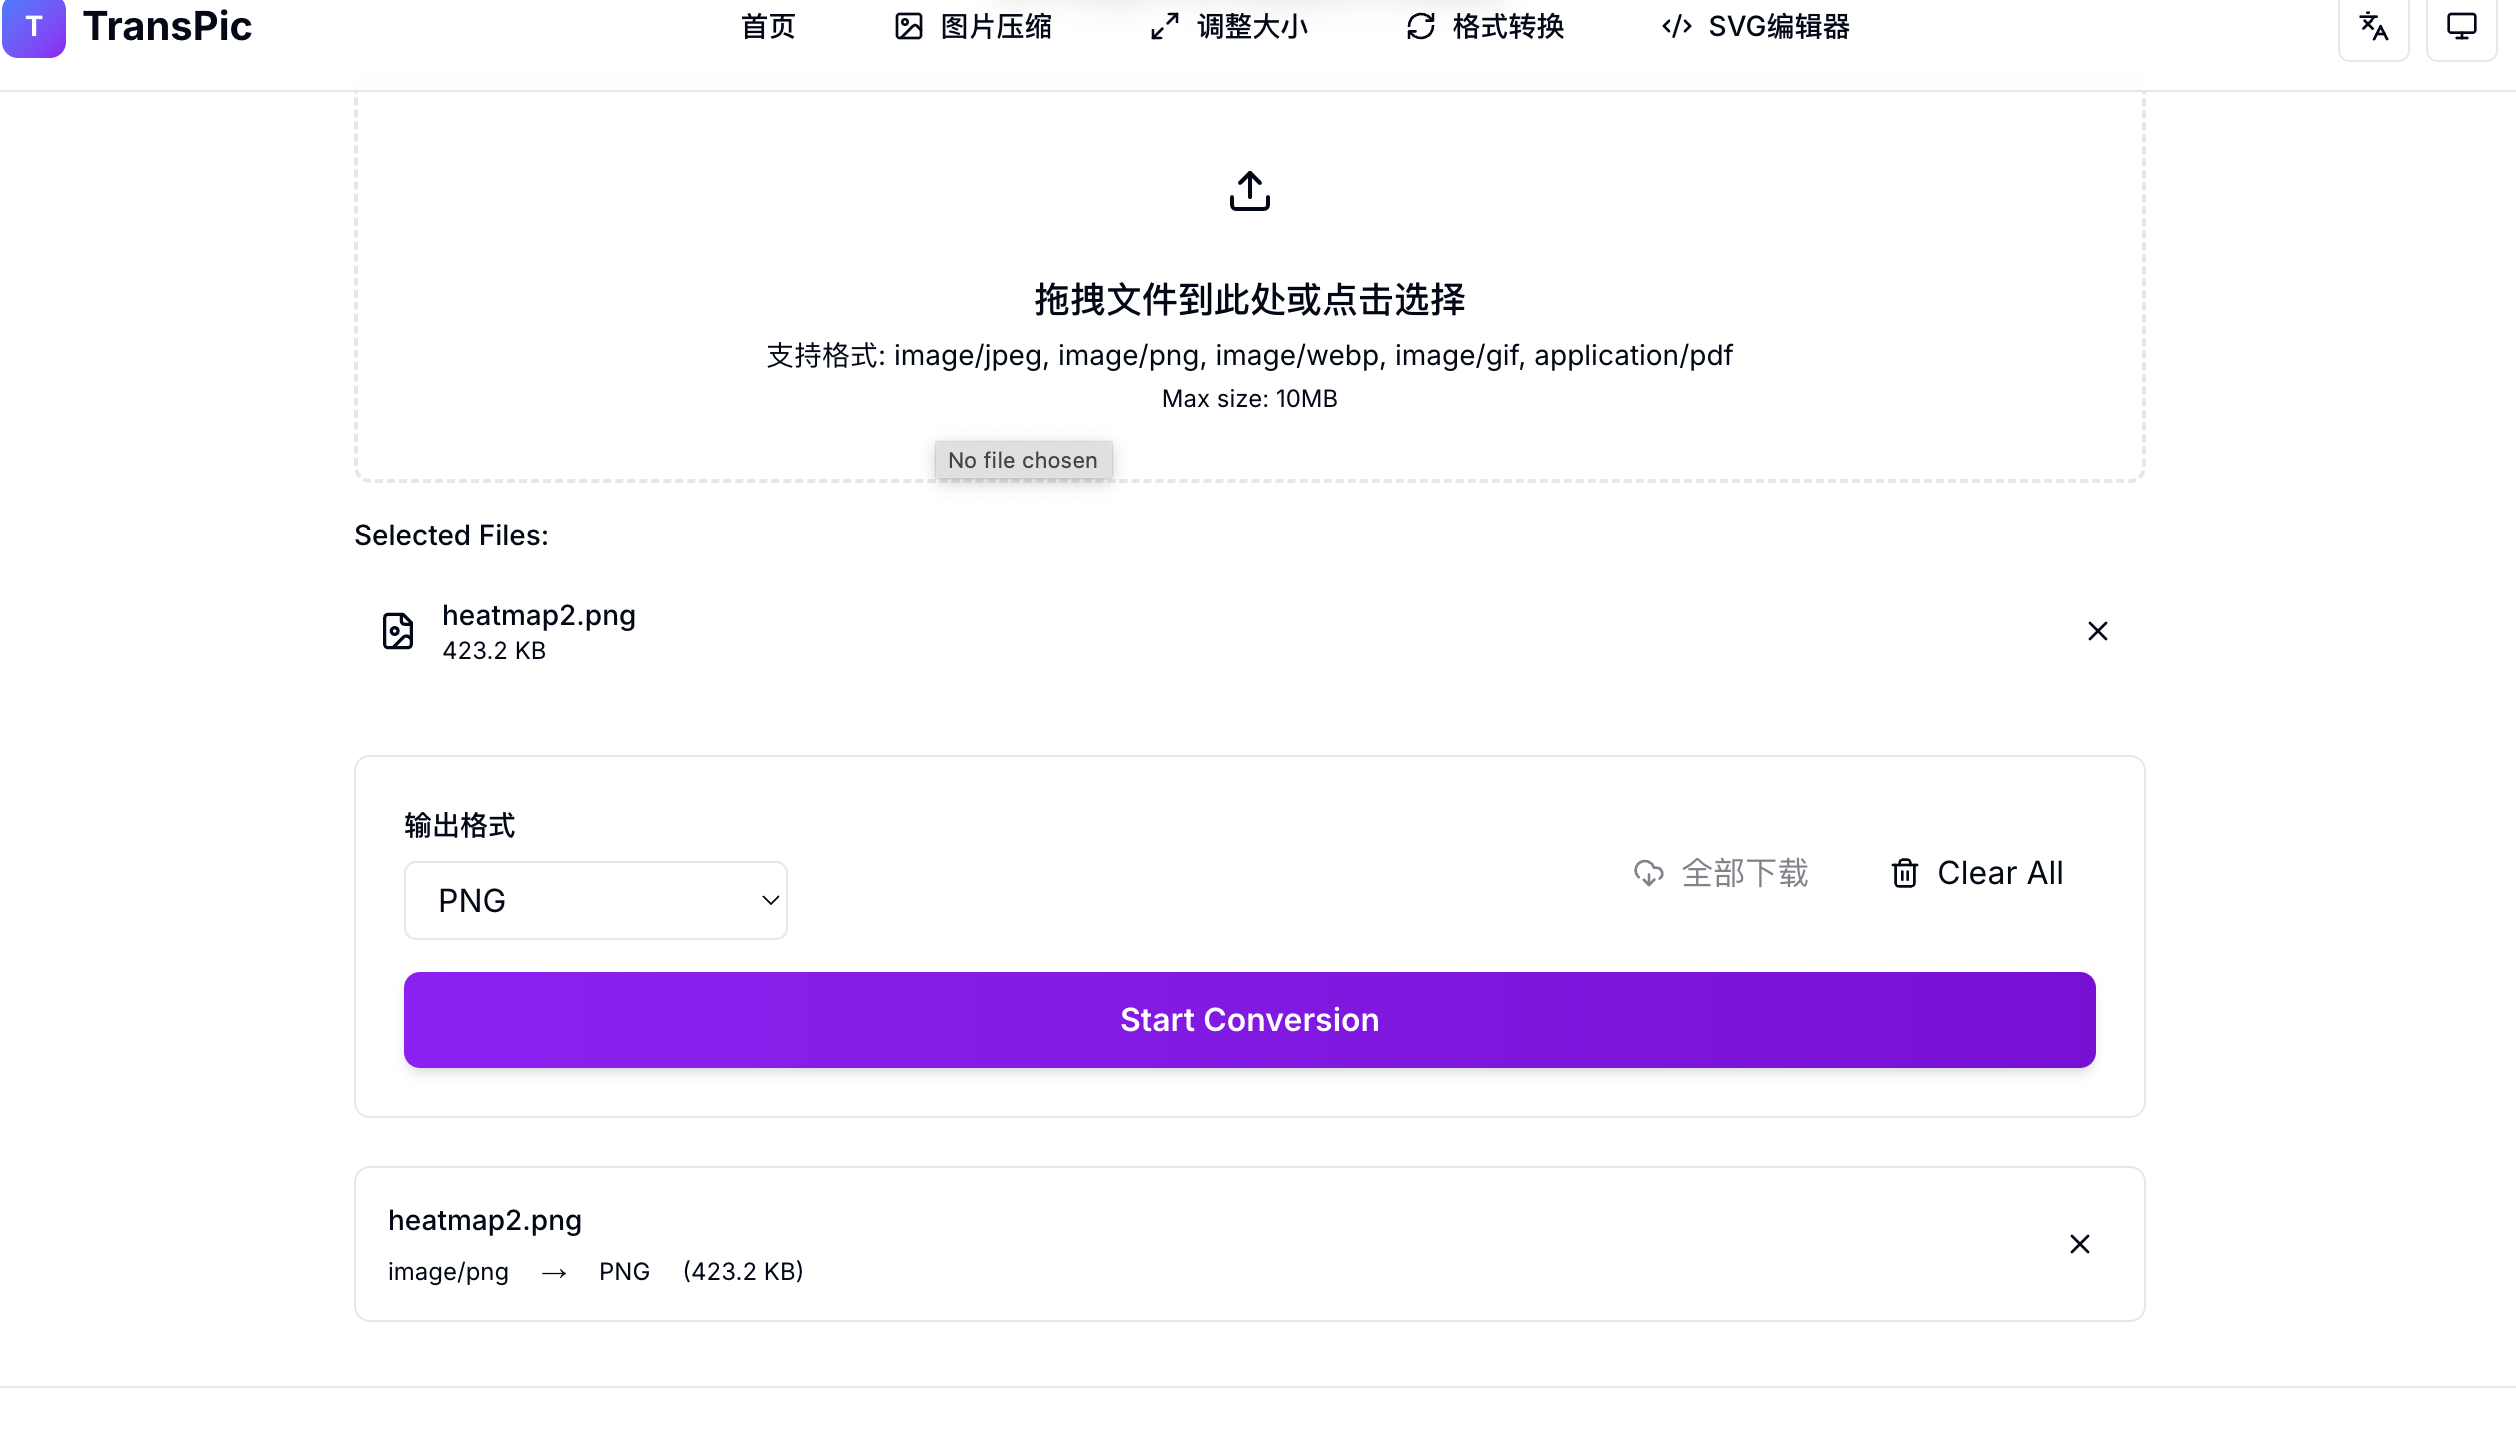 T TransPic
首页 图片压缩 调整大小 格式转换 SVG编辑器
拖拽文件到此处或点击选择
支持格式: image/jpeg, image/png, image/webp, image/gif, application/pdf
Max size: 10MB
No file chosen
Selected Files:
heatmap2.png
423.2 KB
输出格式
PNG
全部下载 Clear All
Start Conversion
heatmap2.png
image/png → PNG (423.2 KB)